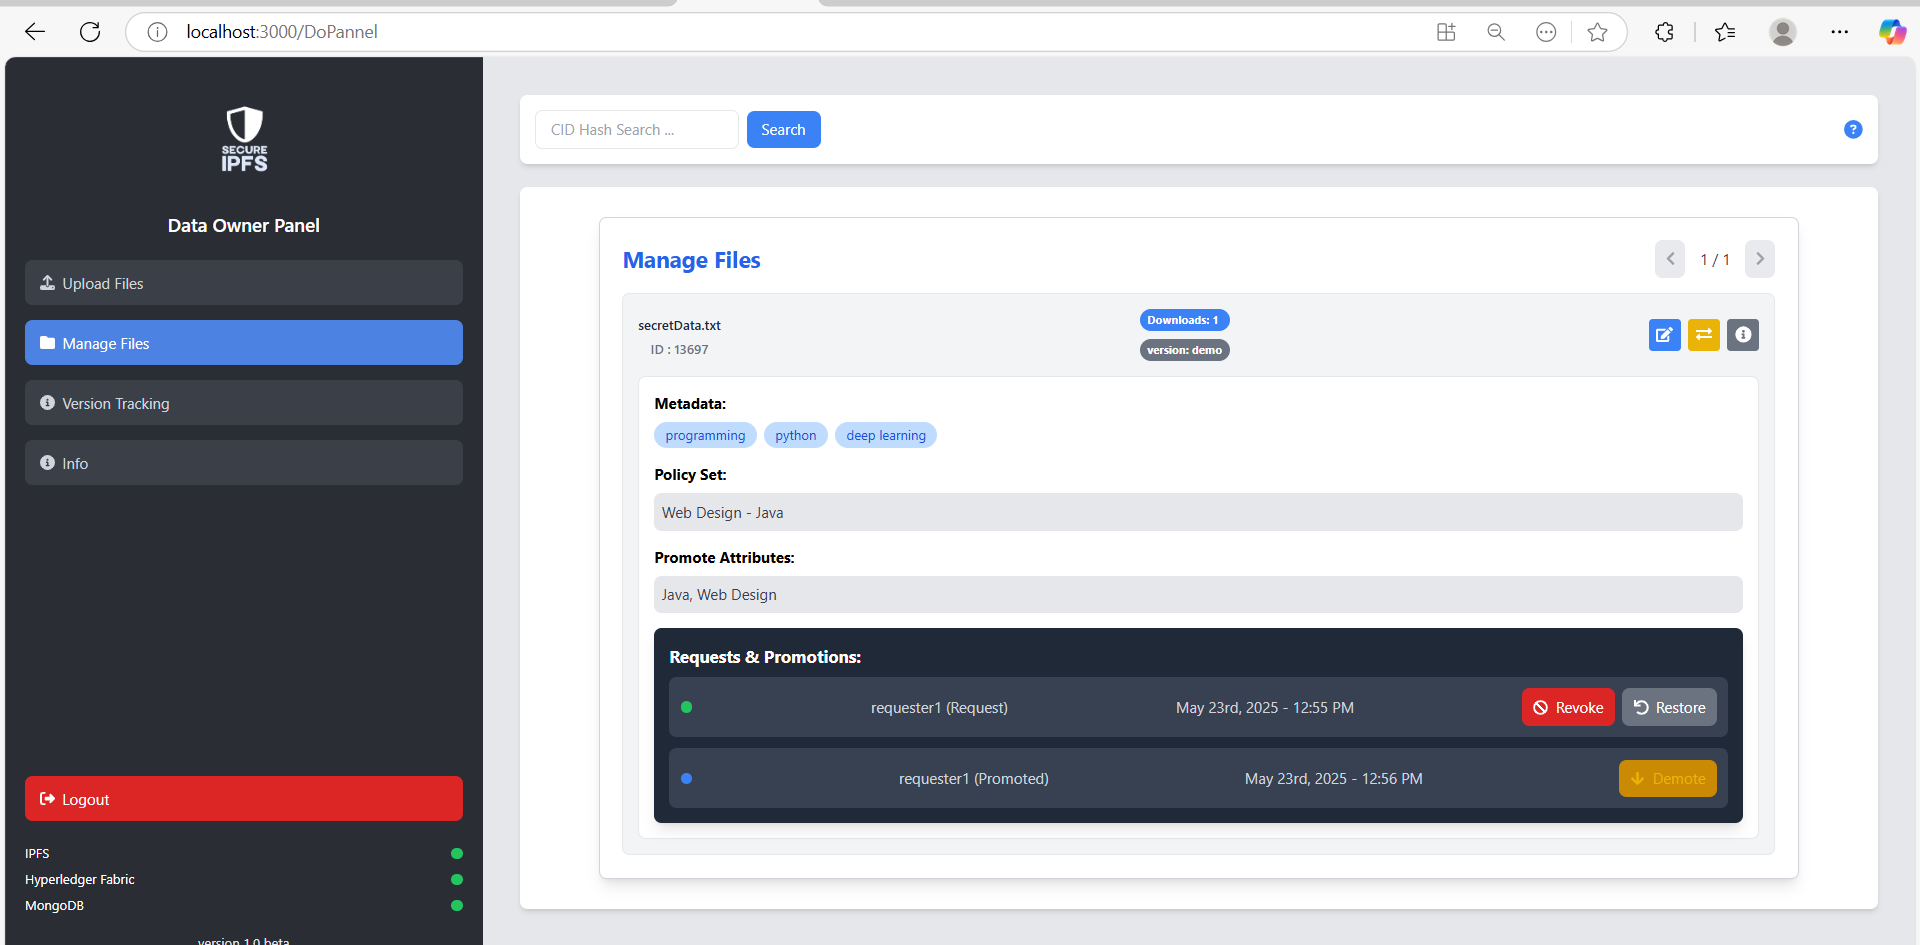 localhost:3000/DoPannel
SECURE
IPFS
Data Owner Panel
Upload Files
Manage Files
Version Tracking
Info
Logout
IPFS
Hyperledger Fabric
MongoDB
version 1.0 beta
CID Hash Search ...
Search
?
Manage Files
1 / 1
secretData.txt
ID : 13697
Downloads: 1
version: demo
Metadata:
programming python deep learning
Policy Set:
Web Design - Java
Promote Attributes:
Java, Web Design
Requests & Promotions:
requester1 (Request) May 23rd, 2025 - 12:55 PM Revoke Restore
requester1 (Promoted) May 23rd, 2025 - 12:56 PM Demote